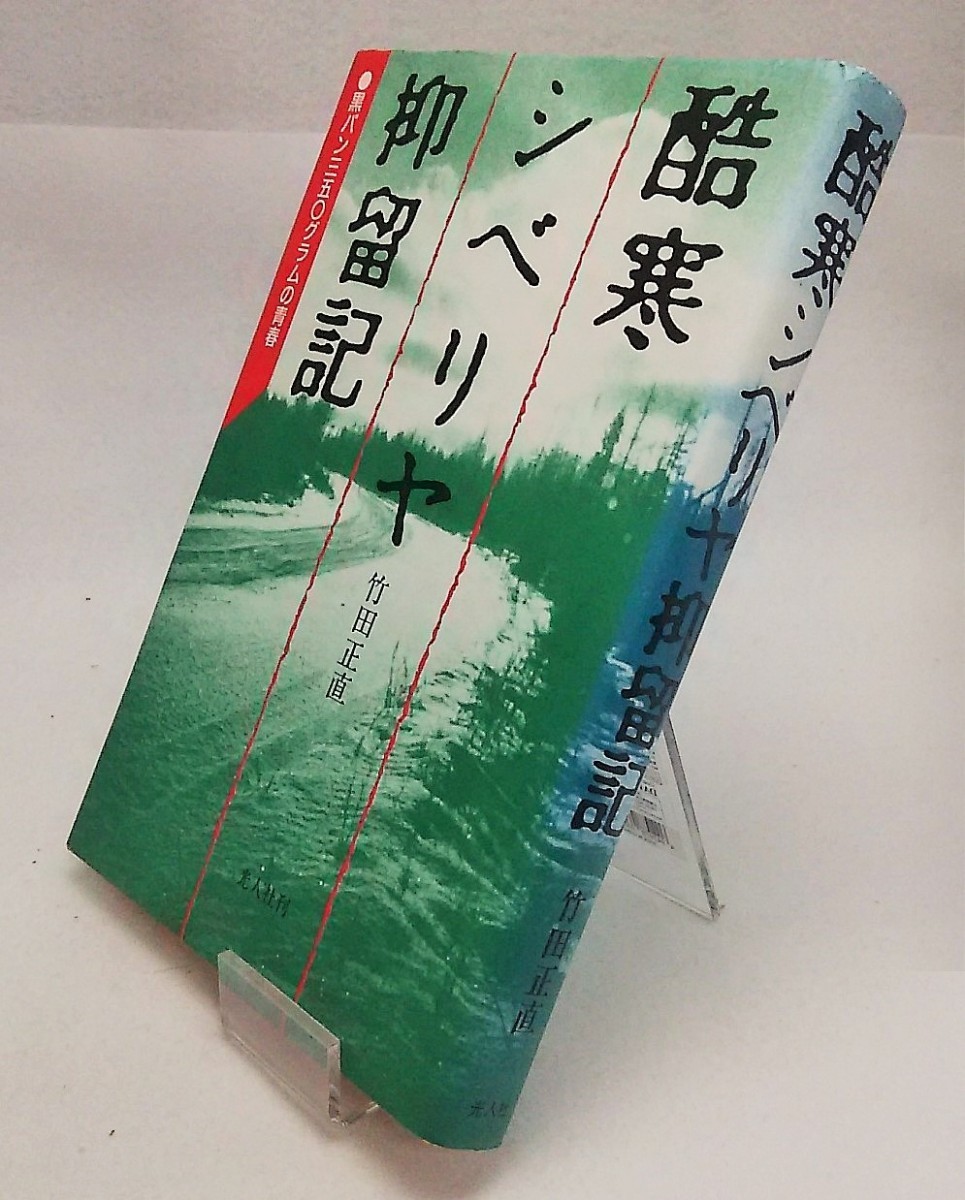 酷寒
シベリヤ
抑留記
●黒パン三五〇グラムの青春
竹田正直
光人社刊
酷寒シベリヤ抑留記
竹田正直
光人社